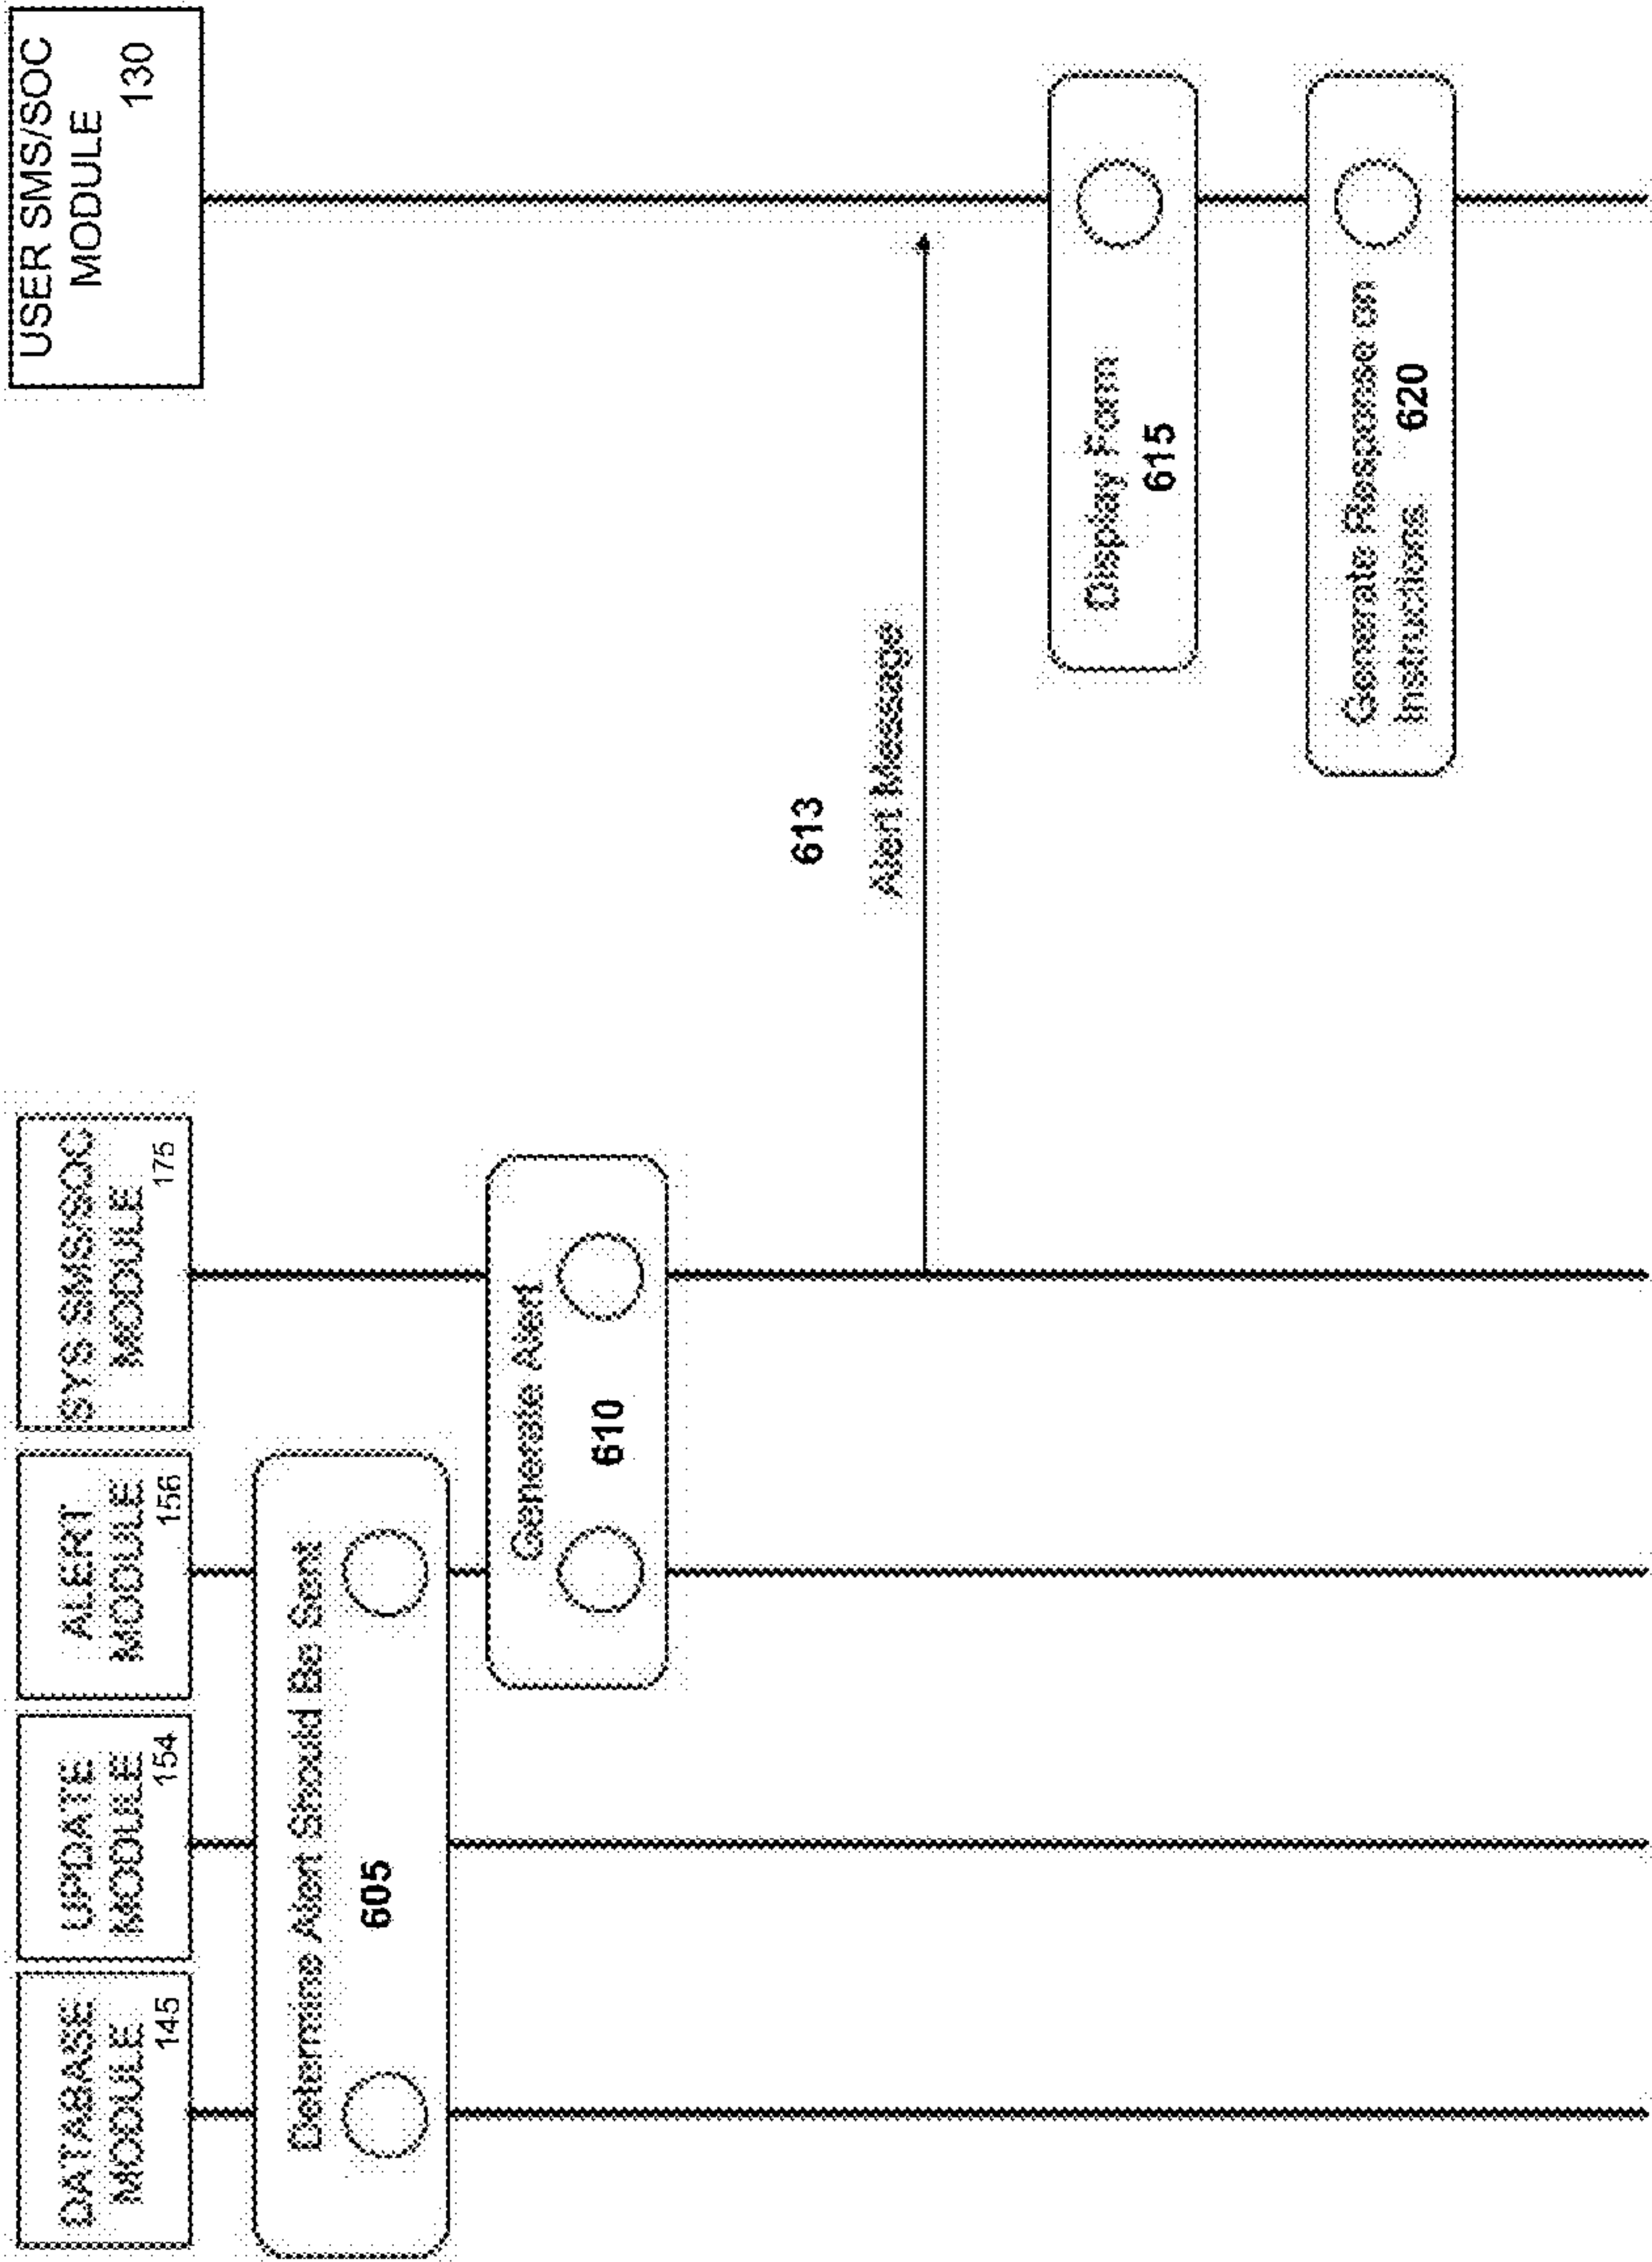 DATABASE
MODULE
145
UPDATE
MODULE
154
ALERT
MODULE
156
SYS SMS/SOC
MODULE
175
USER SMS/SOC
MODULE
130
Determine Alert Should Be Sent
605
Generate Alert
610
613
Alert Message
Display Form
615
Generate Response on
Instructions
620